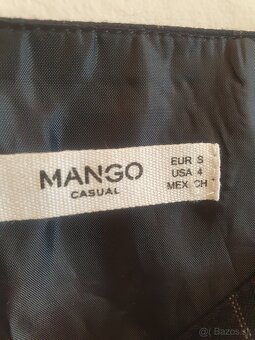 MANGO
CASUAL
EUR S
USA 4
MEX CH
Bazos.sk